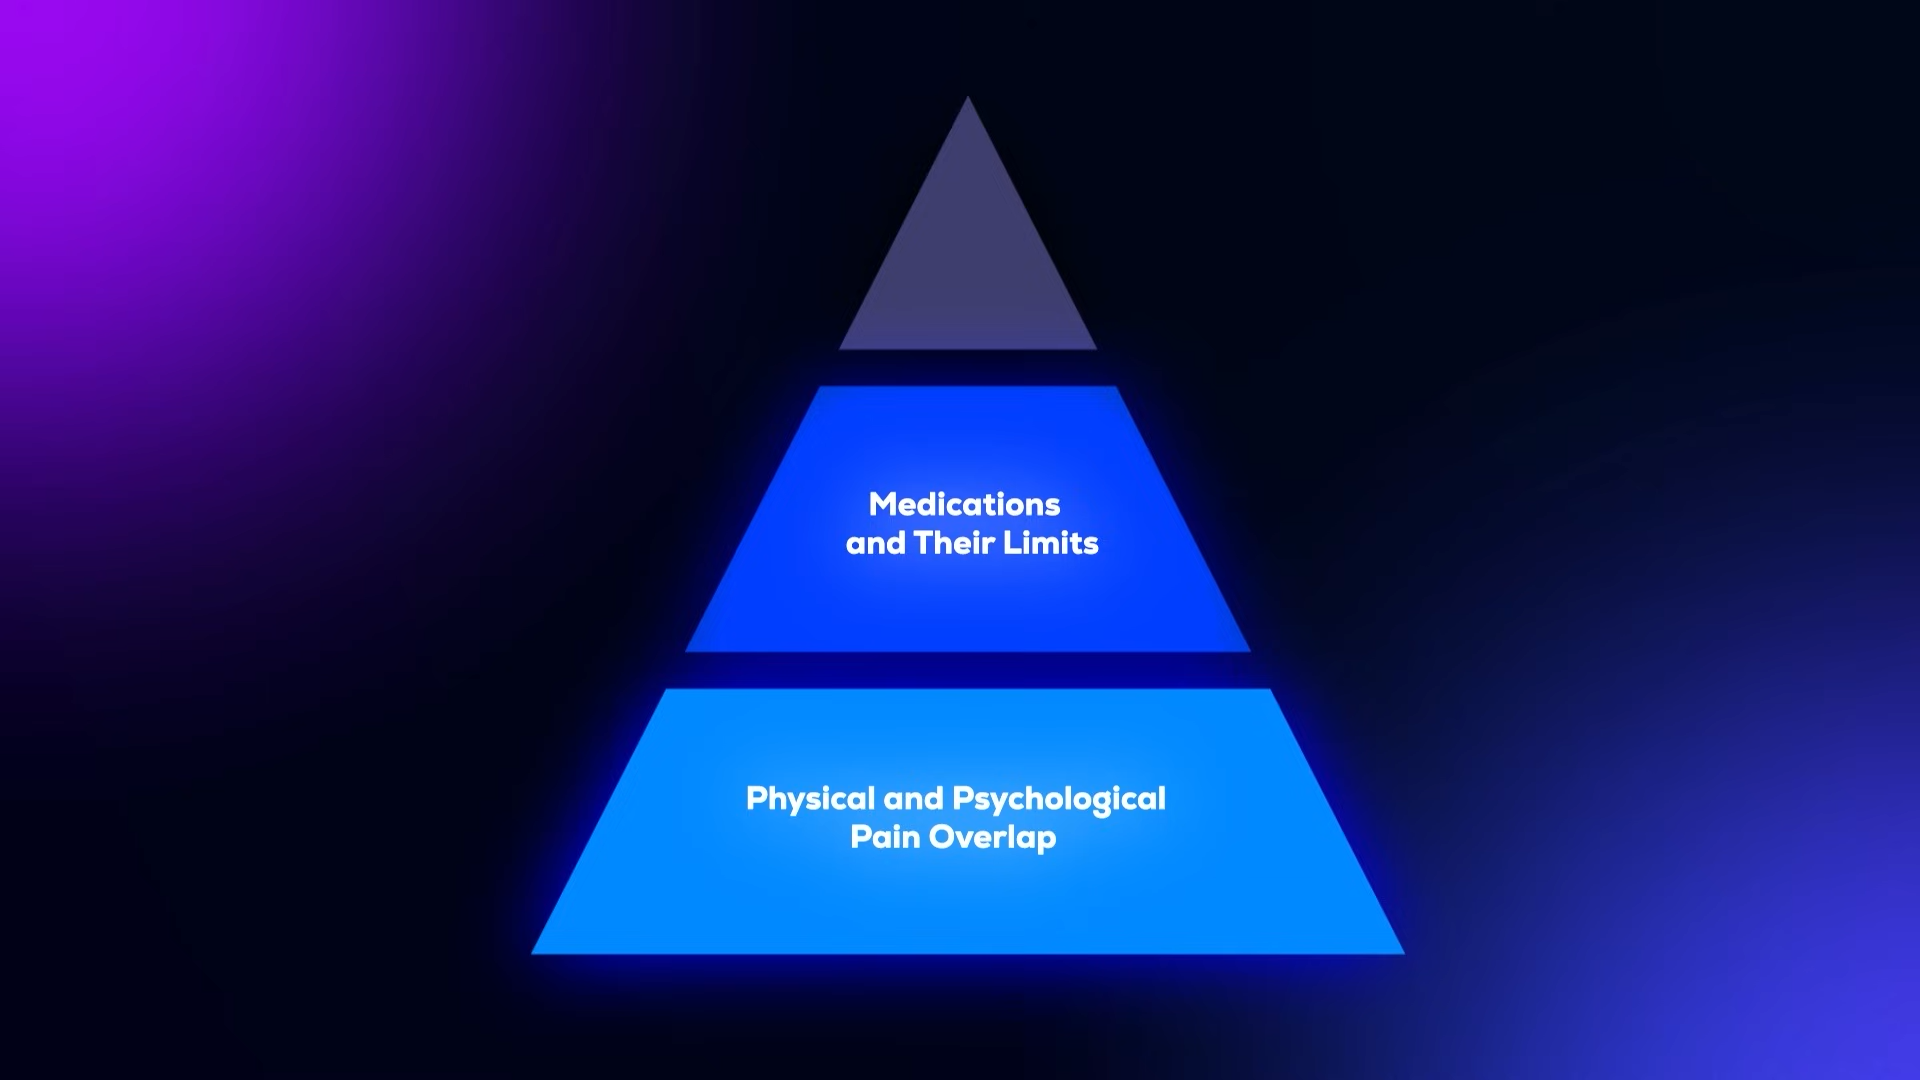 Medications
and Their Limits
Physical and Psychological
Pain Overlap